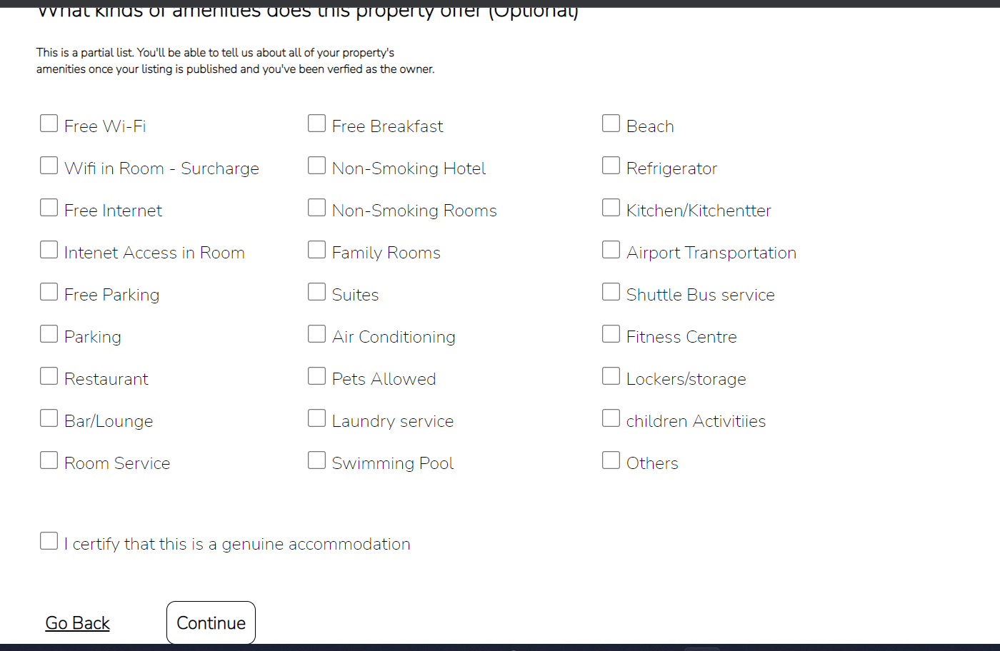 What kinds of amenities does this property offer (Optional)
This is a partial list. You'll be able to tell us about all of your property's
amenities once your listing is published and you've been verfied as the owner.
Free Wi-Fi
Free Breakfast
Beach
Wifi in Room - Surcharge
Non-Smoking Hotel
Refrigerator
Free Internet
Non-Smoking Rooms
Kitchen/Kitchentter
Intenet Access in Room
Family Rooms
Airport Transportation
Free Parking
Suites
Shuttle Bus service
Parking
Air Conditioning
Fitness Centre
Restaurant
Pets Allowed
Lockers/storage
Bar/Lounge
Laundry service
children Activitiies
Room Service
Swimming Pool
Others
I certify that this is a genuine accommodation
Go Back
Continue